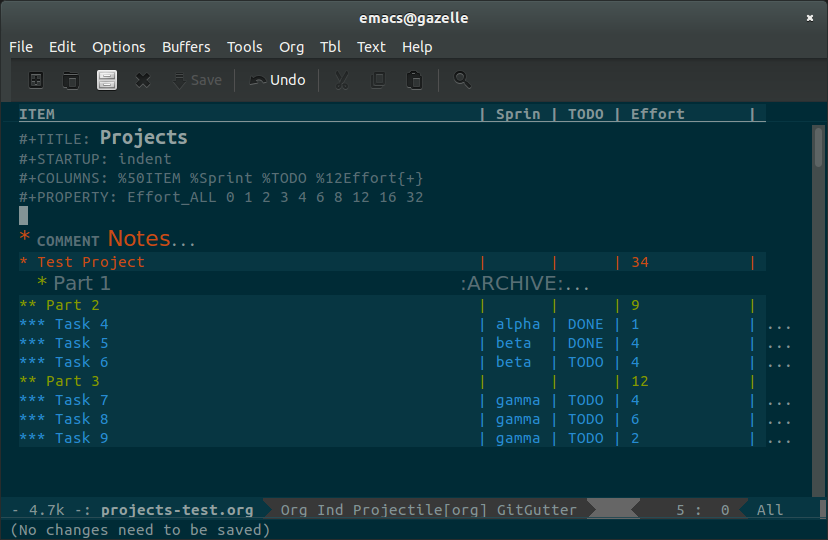 emacs@gazelle ×
File Edit Options Buffers Tools Org Tbl Text Help
Save Undo
ITEM | Sprin | TODO | Effort |
#+TITLE: Projects
#+STARTUP: indent
#+COLUMNS: %50ITEM %Sprint %TODO %12Effort{+}
#+PROPERTY: Effort_ALL 0 1 2 3 4 6 8 12 16 32
* COMMENT Notes...
* Test Project | | | 34 |
* Part 1 :ARCHIVE:...
** Part 2 | | | 9 |
*** Task 4 | alpha | DONE | 1 | ...
*** Task 5 | beta | DONE | 4 | ...
*** Task 6 | beta | TODO | 4 | ...
** Part 3 | | | 12 |
*** Task 7 | gamma | TODO | 4 | ...
*** Task 8 | gamma | TODO | 6 | ...
*** Task 9 | gamma | TODO | 2 | ...
- 4.7k -: projects-test.org Org Ind Projectile[org] GitGutter 5 : 0 All
(No changes need to be saved)